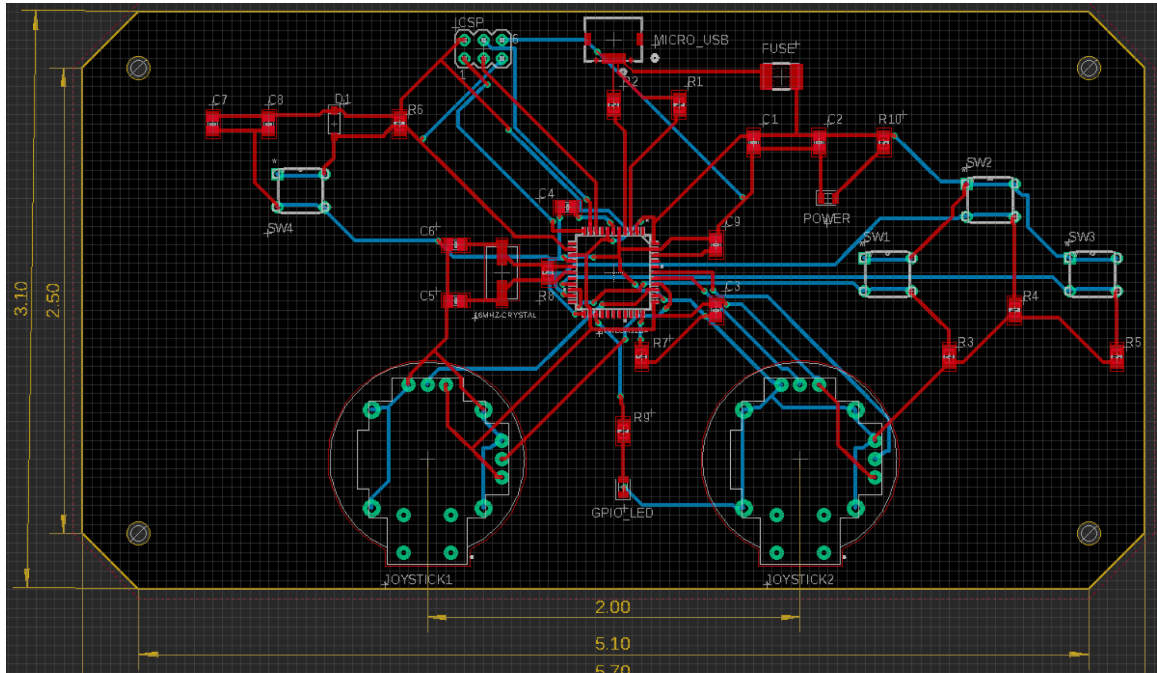 ICSP
6
1
MICRO_USB
FUSE
R2
R1
C7
C8
D1
R6
C1
C2
R10
*
SW4
C4
POWER
*
SW2
C6
C9
*
SW1
*
SW3
3.10
2.50
C5
R8
16MHZ-CRYSTAL
C3
R4
R7
R3
R5
R9
GPIO_LED
JOYSTICK1
JOYSTICK2
2.00
5.10
5.70